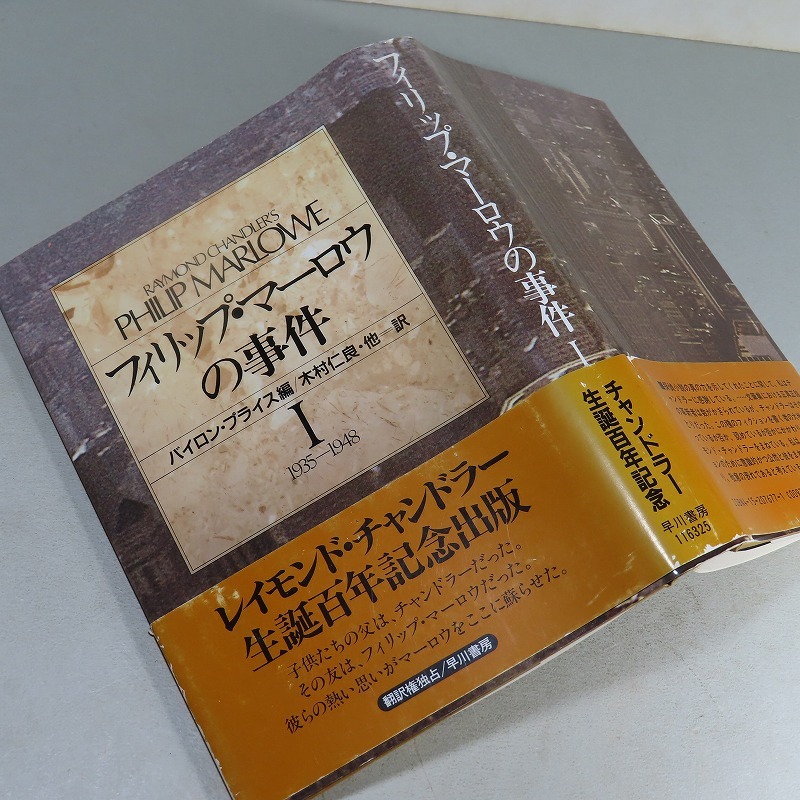 RAYMOND CHANDLER'S
PHILIP MARLOWE
フィリップ・マーロウ
の事件
バイロン・プライス編 木村仁良・他 訳
I
1935—1948
レイモンド・チャンドラー
生誕百年記念出版
子供たちの父は、チャンドラーだった。
その友は、フィリップ・マーロウだった。
彼らの熱い思いがマーロウをここに蘇らせた。
翻訳権独占/早川書房
フィリップ・マーロウの事件 I
チャンドラー
生誕百年記念
早川書房
116325